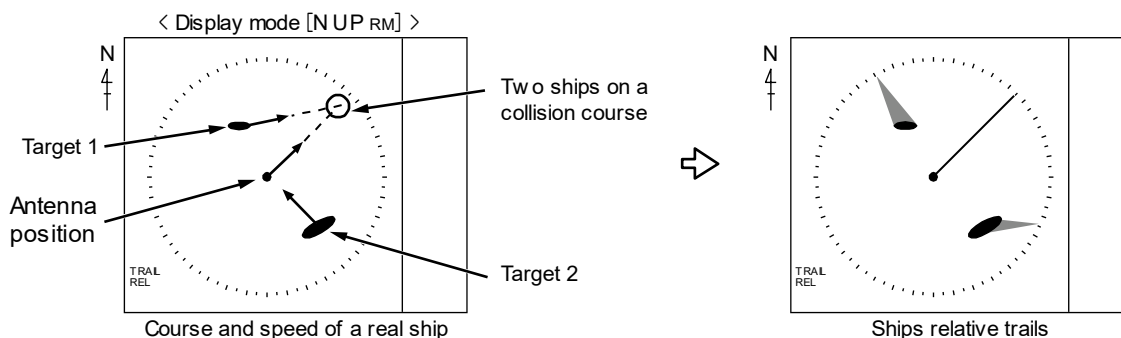 < Display mode [N UP RM] >
N
Two ships on a
collision course
Target 1
Antenna
position
Target 2
TRAIL
REL
Course and speed of a real ship
N
TRAIL
REL
Ships relative trails